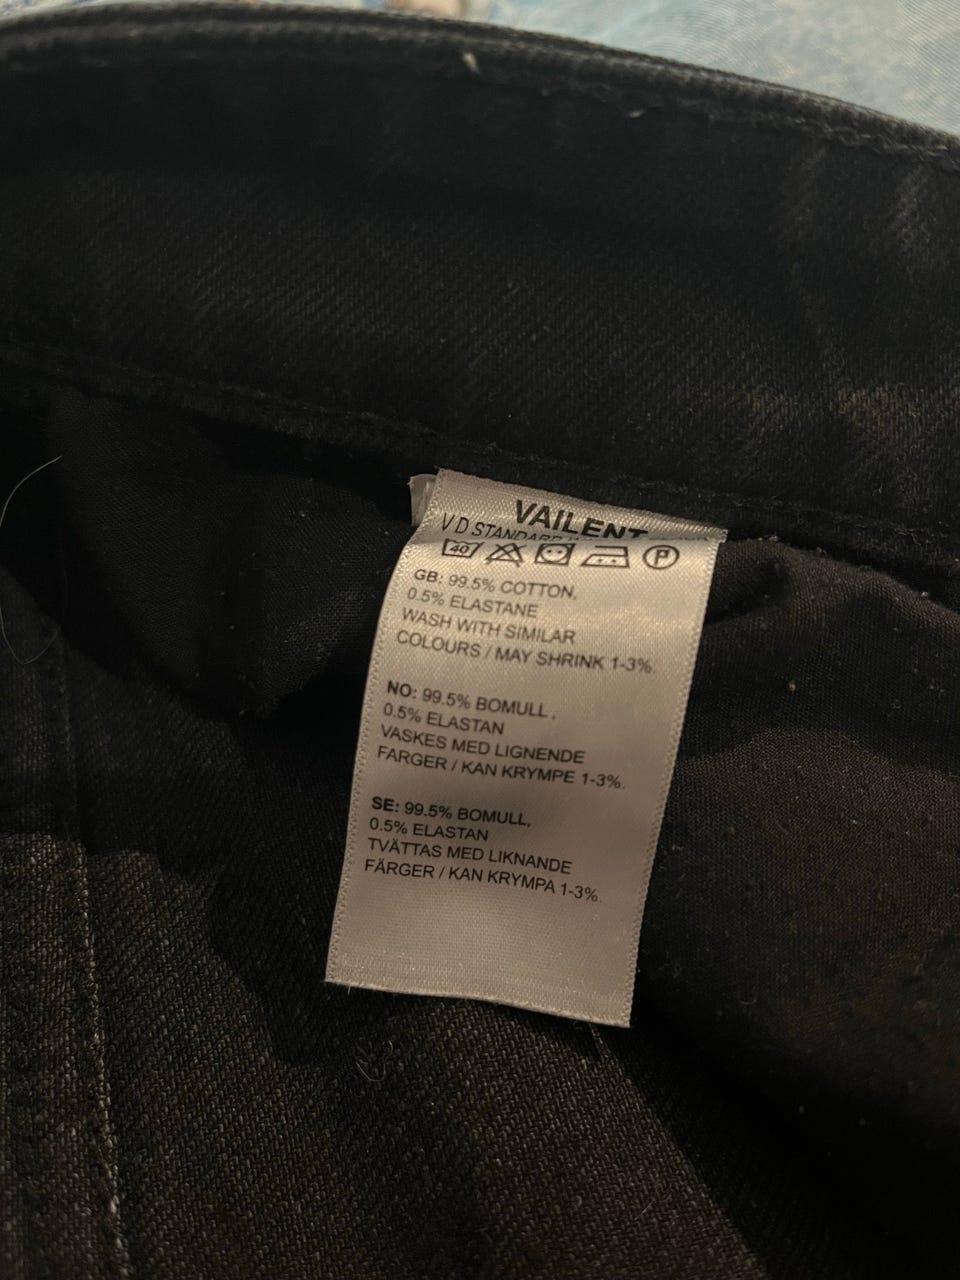 VAILENT
V D STANDARD
40 P
GB: 99.5% COTTON,
0.5% ELASTANE
WASH WITH SIMILAR
COLOURS / MAY SHRINK 1-3%.
NO: 99.5% BOMULL ,
0.5% ELASTAN
VASKES MED LIGNENDE
FARGER / KAN KRYMPE 1-3%.
SE: 99.5% BOMULL,
0.5% ELASTAN
TVÄTTAS MED LIKNANDE
FÄRGER / KAN KRYMPA 1-3%.